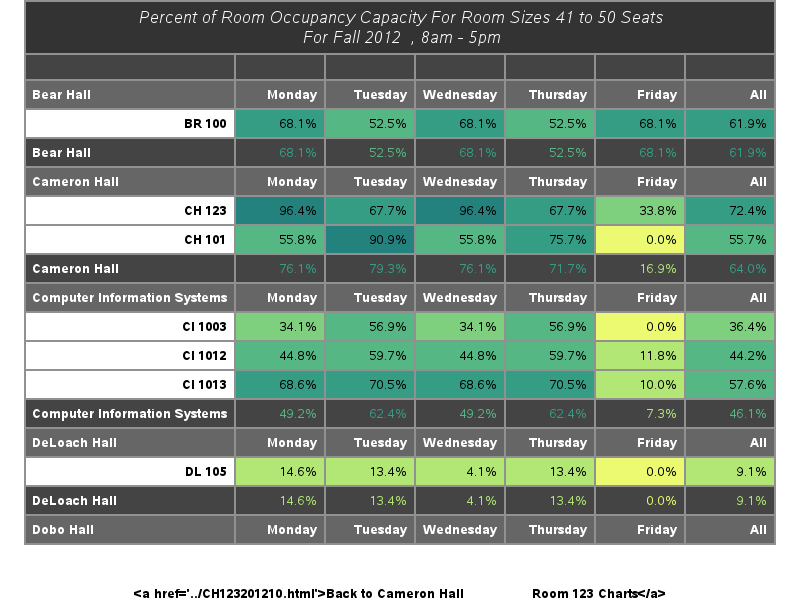 Percent of Room Occupancy Capacity For Room Sizes 41 to 50 Seats
For Fall 2012 , 8am - 5pm
Bear Hall Monday Tuesday Wednesday Thursday Friday All
BR 100 68.1% 52.5% 68.1% 52.5% 68.1% 61.9%
Bear Hall 68.1% 52.5% 68.1% 52.5% 68.1% 61.9%
Cameron Hall Monday Tuesday Wednesday Thursday Friday All
CH 123 96.4% 67.7% 96.4% 67.7% 33.8% 72.4%
CH 101 55.8% 90.9% 55.8% 75.7% 0.0% 55.7%
Cameron Hall 76.1% 79.3% 76.1% 71.7% 16.9% 64.0%
Computer Information Systems Monday Tuesday Wednesday Thursday Friday All
CI 1003 34.1% 56.9% 34.1% 56.9% 0.0% 36.4%
CI 1012 44.8% 59.7% 44.8% 59.7% 11.8% 44.2%
CI 1013 68.6% 70.5% 68.6% 70.5% 10.0% 57.6%
Computer Information Systems 49.2% 62.4% 49.2% 62.4% 7.3% 46.1%
DeLoach Hall Monday Tuesday Wednesday Thursday Friday All
DL 105 14.6% 13.4% 4.1% 13.4% 0.0% 9.1%
DeLoach Hall 14.6% 13.4% 4.1% 13.4% 0.0% 9.1%
Dobo Hall Monday Tuesday Wednesday Thursday Friday All
<a href='../CH123201210.html'>Back to Cameron Hall Room 123 Charts</a>